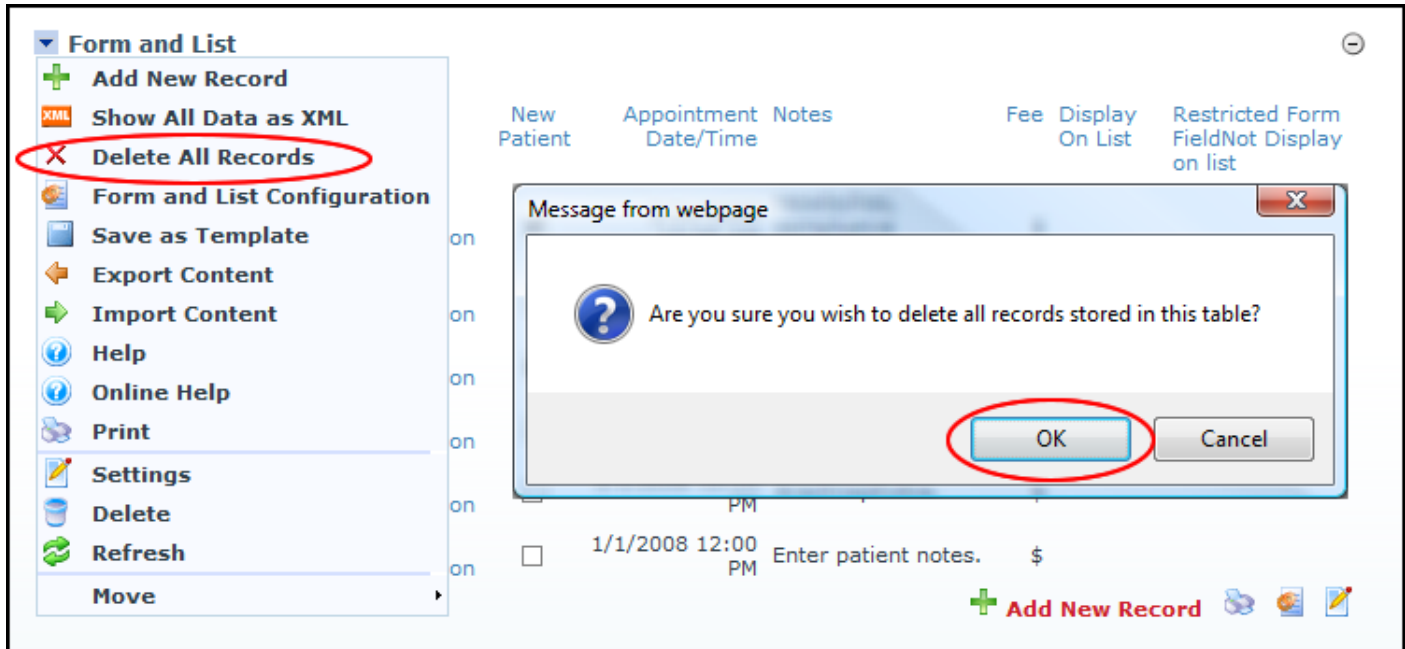 Form and List
Add New Record
XML Show All Data as XML
Delete All Records
Form and List Configuration
Save as Template
Export Content
Import Content
Help
Online Help
Print
Settings
Delete
Refresh
Move
New
Patient
Appointment
Date/Time
Notes
Fee
Display
On List
Restricted Form
FieldNot Display
on list
on
on
on
on
on
on
Message from webpage
Are you sure you wish to delete all records stored in this table?
OK
Cancel
PM
1/1/2008 12:00
PM
Enter patient notes.
$
Add New Record